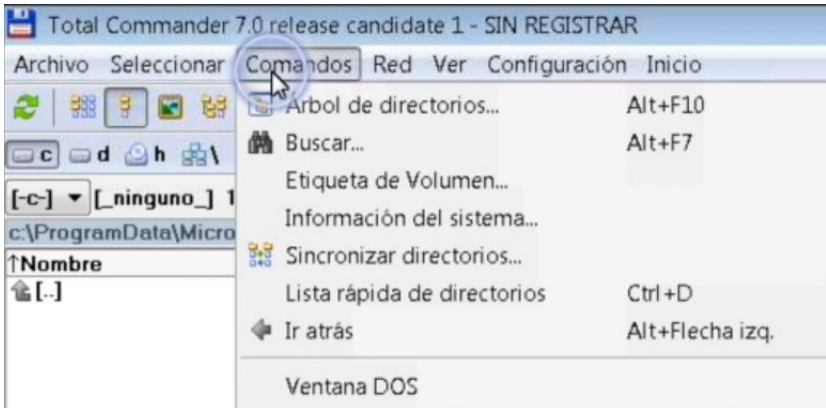 Total Commander 7.0 release candidate 1 - SIN REGISTRAR
Archivo Seleccionar Comandos Red Ver Configuración Inicio
Arbol de directorios... Alt+F10
c d h \
Buscar... Alt+F7
[-c-] [_ninguno_] 1
Etiqueta de Volumen...
Información del sistema...
c:\ProgramData\Micro
Sincronizar directorios...
↑Nombre
[..]
Lista rápida de directorios Ctrl+D
Ir atrás Alt+Flecha izq.
Ventana DOS